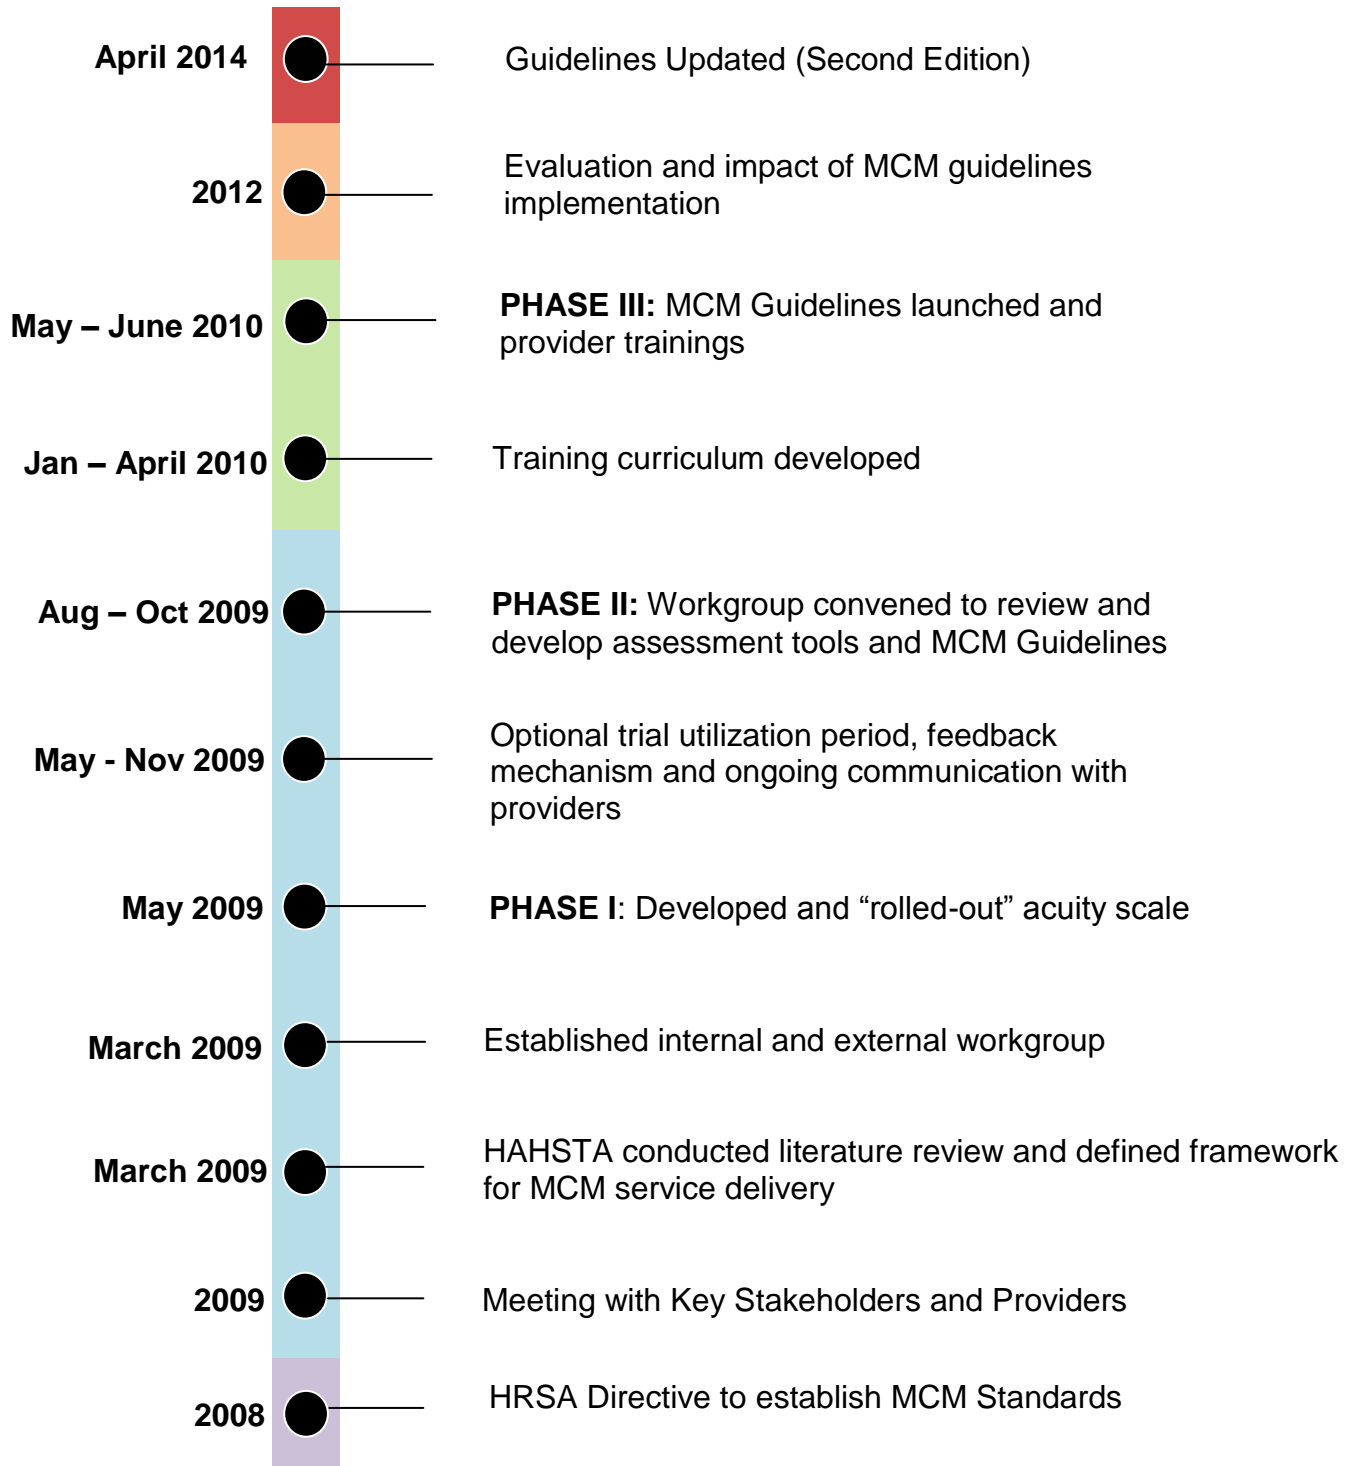 April 2014
Guidelines Updated (Second Edition)
2012
Evaluation and impact of MCM guidelines
implementation
May – June 2010
PHASE III: MCM Guidelines launched and
provider trainings
Jan – April 2010
Training curriculum developed
Aug – Oct 2009
PHASE II: Workgroup convened to review and
develop assessment tools and MCM Guidelines
May - Nov 2009
Optional trial utilization period, feedback
mechanism and ongoing communication with
providers
May 2009
PHASE I: Developed and “rolled-out” acuity scale
March 2009
Established internal and external workgroup
March 2009
HAHSTA conducted literature review and defined framework
for MCM service delivery
2009
Meeting with Key Stakeholders and Providers
2008
HRSA Directive to establish MCM Standards